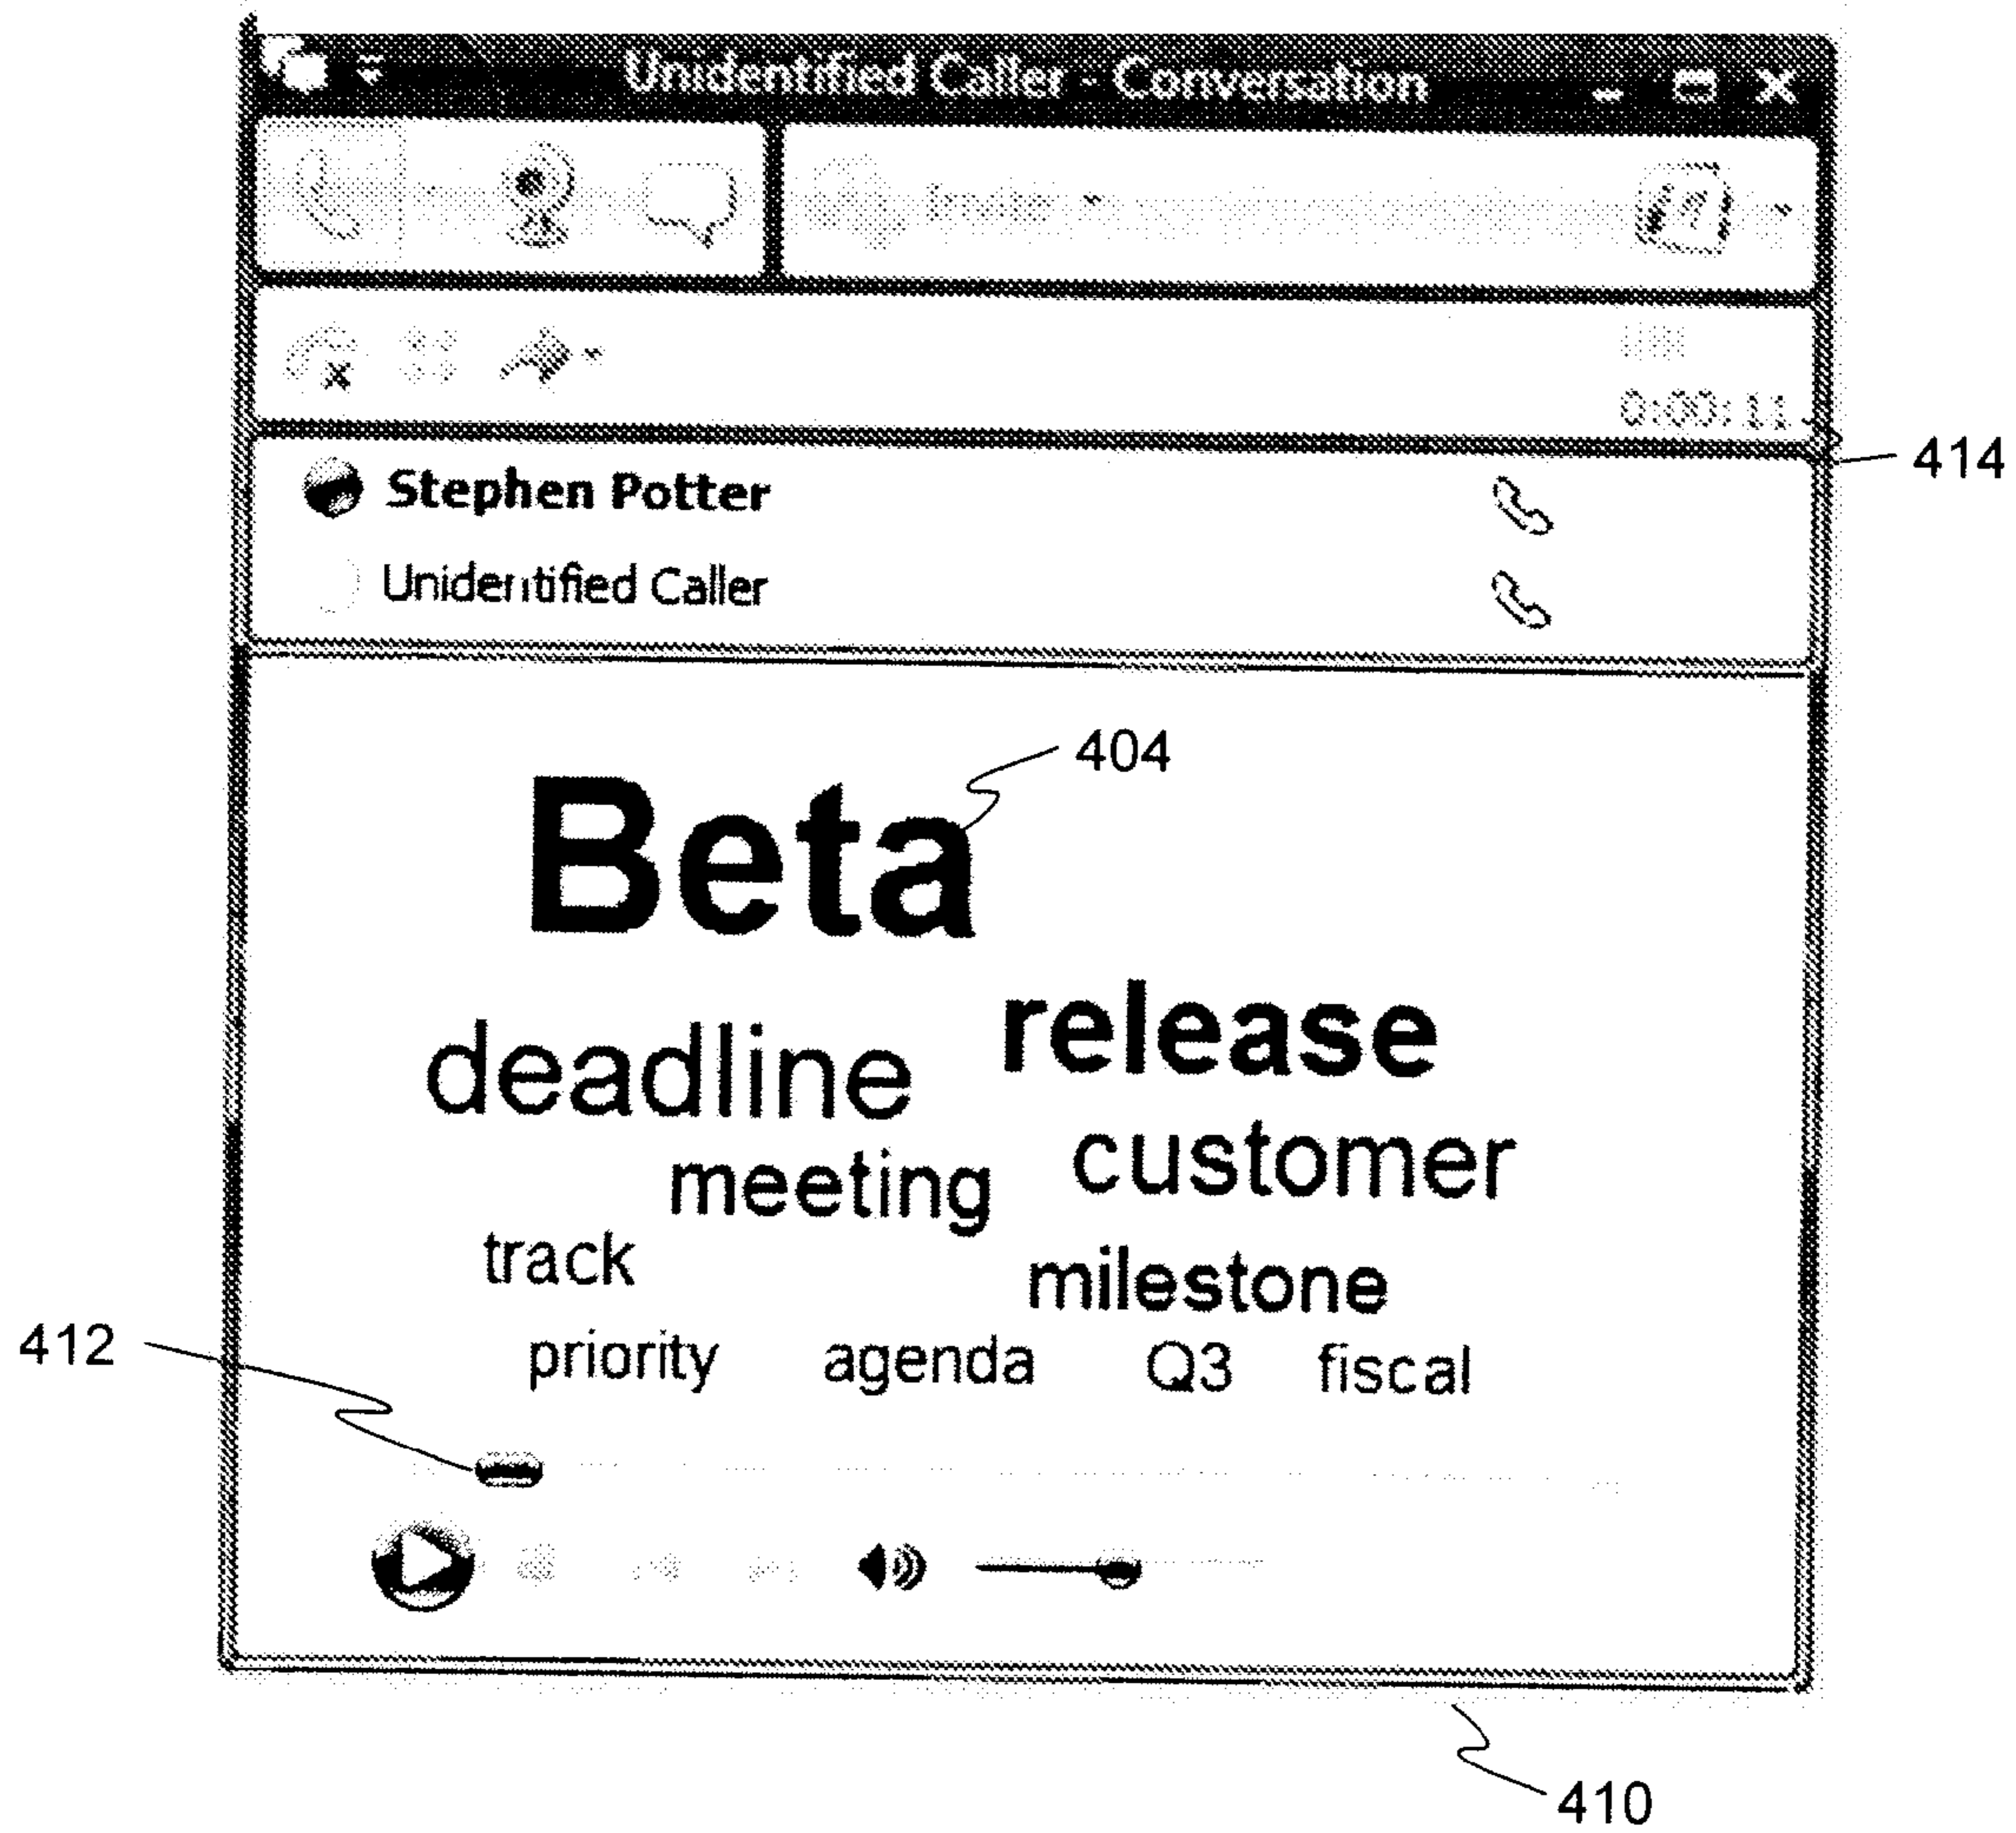 Unidentified Caller - Conversation
Invite
0:00:11
414
Stephen Potter
Unidentified Caller
404
Beta
release
deadline
customer
meeting
track
milestone
412
priority agenda Q3 fiscal
410